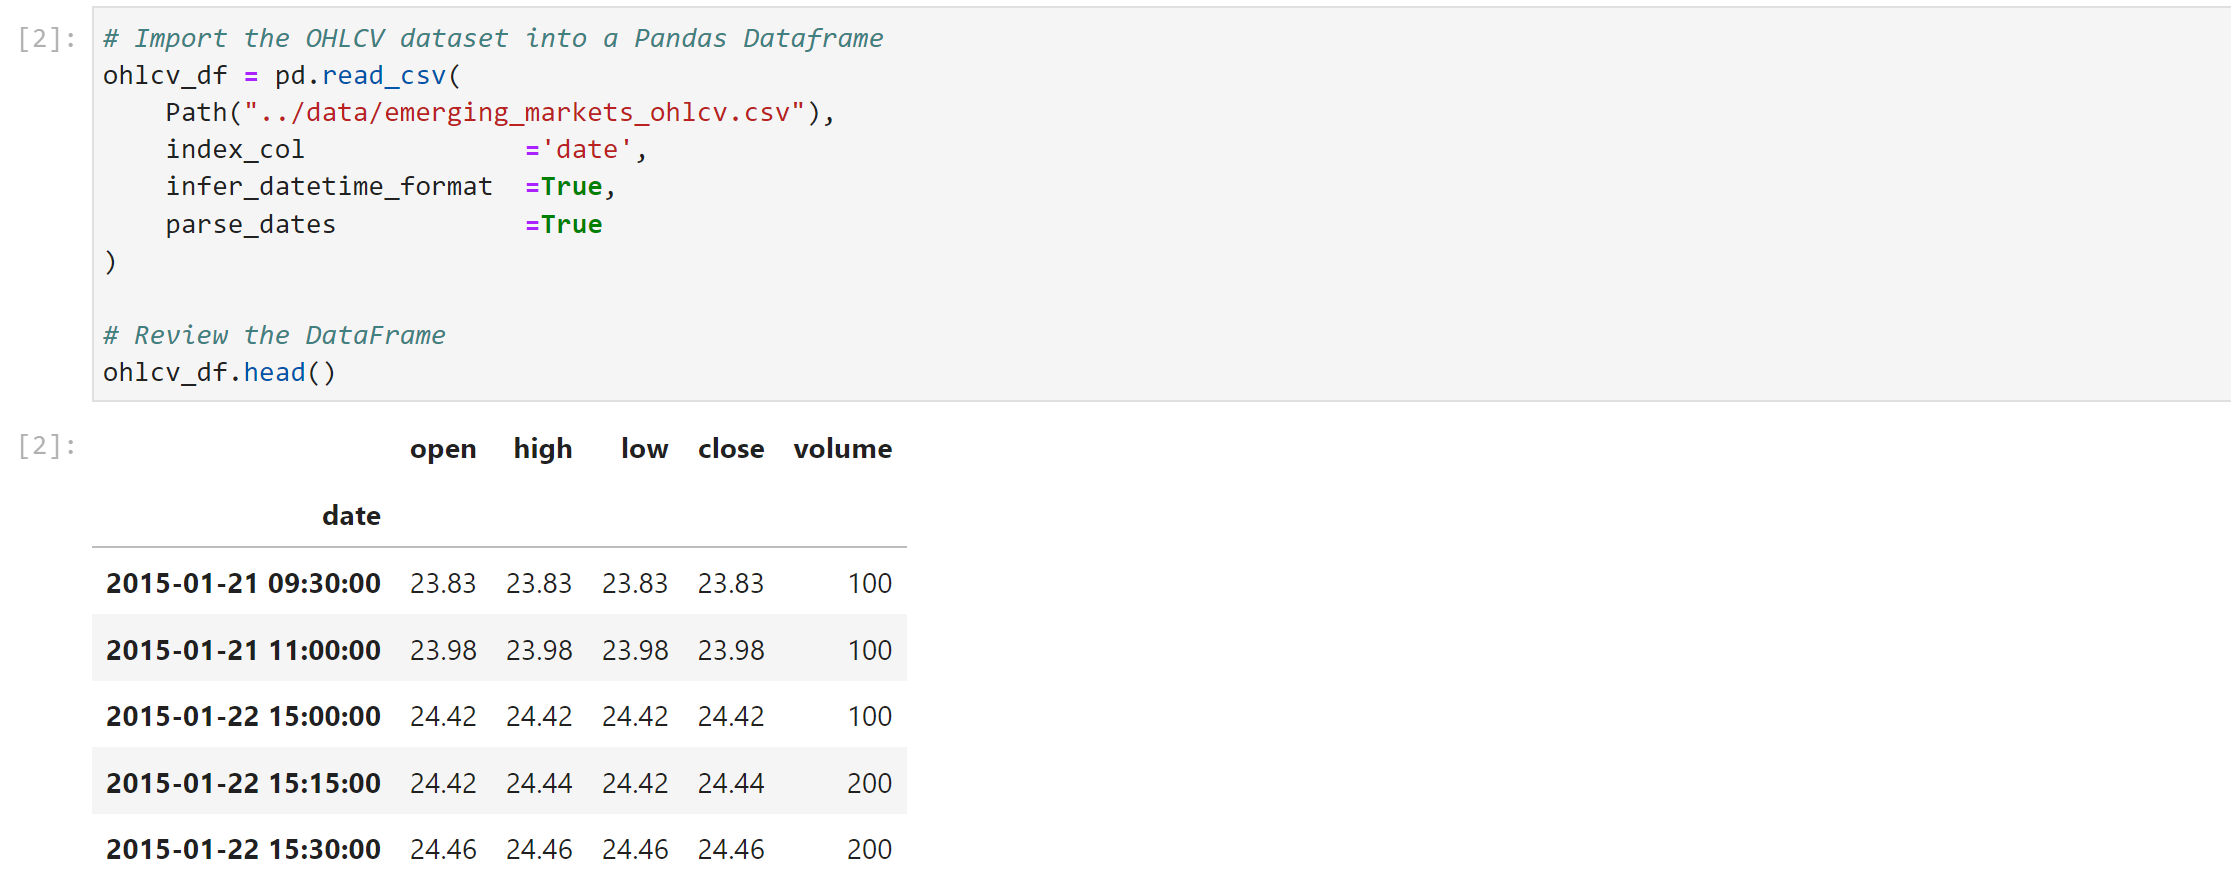 [2]: # Import the OHLCV dataset into a Pandas Dataframe
ohlcv_df = pd.read_csv(
    Path("../data/emerging_markets_ohlcv.csv"),
    index_col              ='date',
    infer_datetime_format  =True,
    parse_dates            =True
)
# Review the DataFrame
ohlcv_df.head()
[2]: open high low close volume
date
2015-01-21 09:30:00 23.83 23.83 23.83 23.83 100
2015-01-21 11:00:00 23.98 23.98 23.98 23.98 100
2015-01-22 15:00:00 24.42 24.42 24.42 24.42 100
2015-01-22 15:15:00 24.42 24.44 24.42 24.44 200
2015-01-22 15:30:00 24.46 24.46 24.46 24.46 200